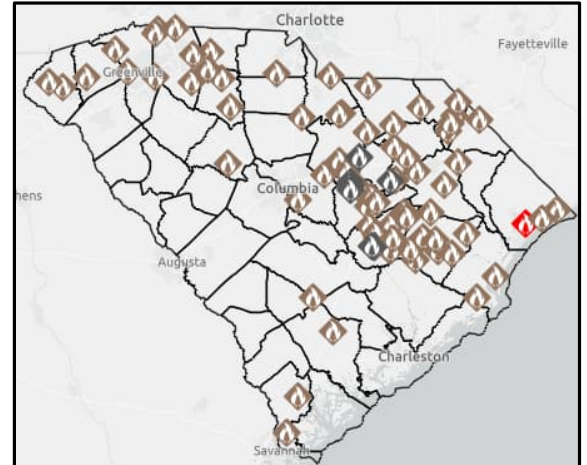 Charlotte
Fayetteville
Greenville
hens
Columbia
Augusta
Charleston
Savannah